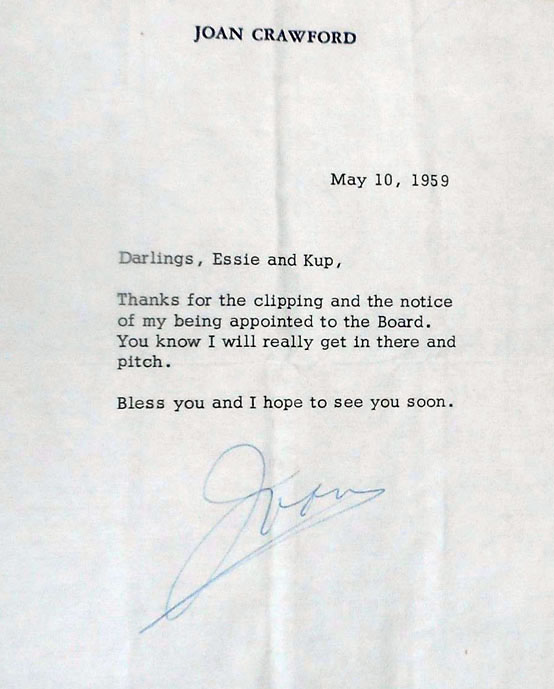 JOAN CRAWFORD
May 10, 1959
Darlings, Essie and Kup,
Thanks for the clipping and the notice
of my being appointed to the Board.
You know I will really get in there and
pitch.
Bless you and I hope to see you soon.
Joan